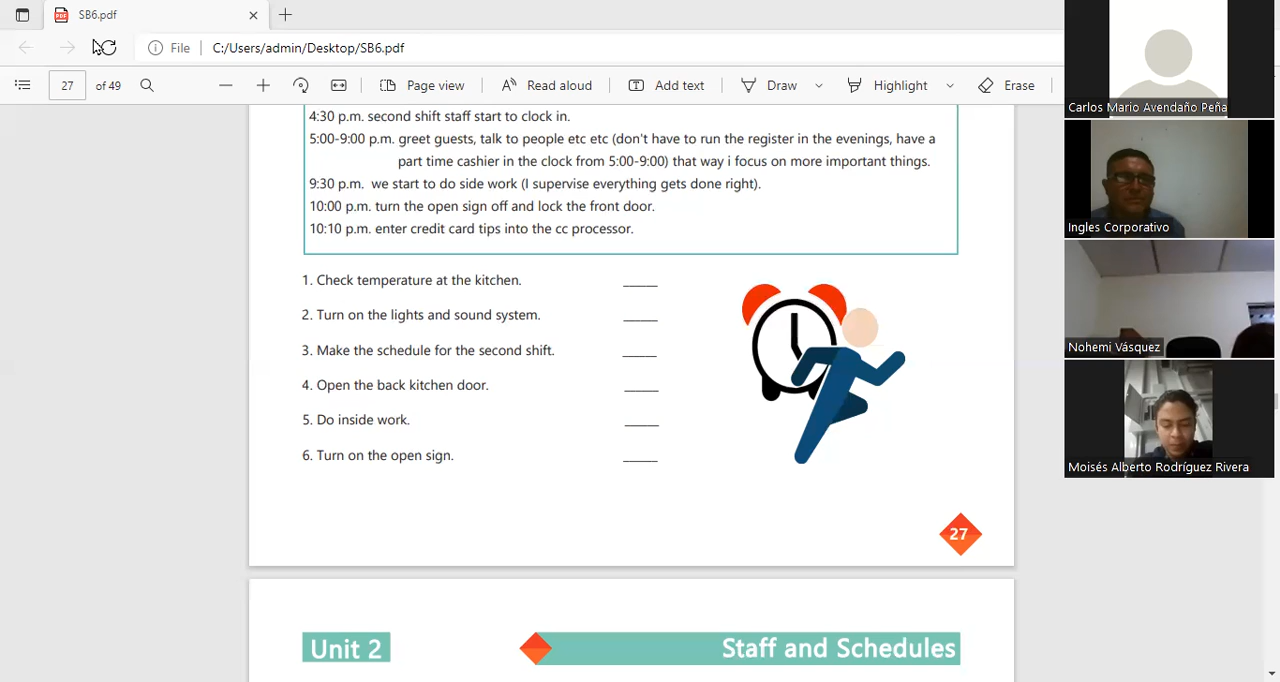 SB6.pdf
File
C:/Users/admin/Desktop/SB6.pdf
27 of 49
Page view
Read aloud
Add text
Draw
Highlight
Erase
4:30 p.m. second shift staff start to clock in.
5:00-9:00 p.m. greet guests, talk to people etc etc (don't have to run the register in the evenings, have a
part time cashier in the clock from 5:00-9:00) that way i focus on more important things.
9:30 p.m. we start to do side work (I supervise everything gets done right).
10:00 p.m. turn the open sign off and lock the front door.
10:10 p.m. enter credit card tips into the cc processor.
1. Check temperature at the kitchen. _____
2. Turn on the lights and sound system. _____
3. Make the schedule for the second shift. _____
4. Open the back kitchen door. _____
5. Do inside work. _____
6. Turn on the open sign. _____
27
Unit 2
Staff and Schedules
Carlos Mario Avendaño Peña
Ingles Corporativo
Nohemi Vásquez
Moisés Alberto Rodríguez Rivera